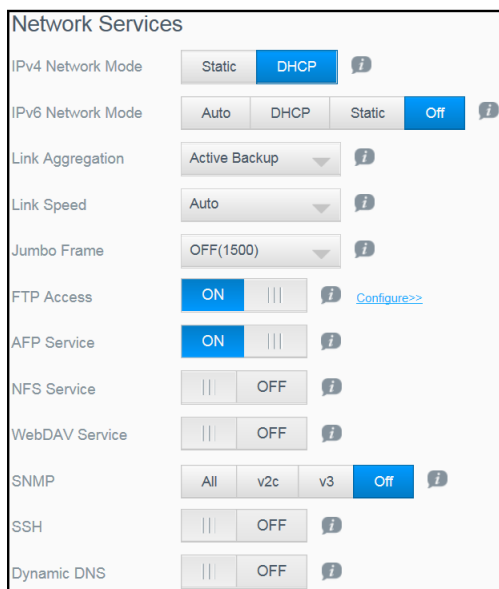 Network Services
IPv4 Network Mode Static DHCP i
IPv6 Network Mode Auto DHCP Static Off i
Link Aggregation Active Backup i
Link Speed Auto i
Jumbo Frame OFF(1500) i
FTP Access ON i Configure>>
AFP Service ON i
NFS Service OFF i
WebDAV Service OFF i
SNMP All v2c v3 Off i
SSH OFF i
Dynamic DNS OFF i